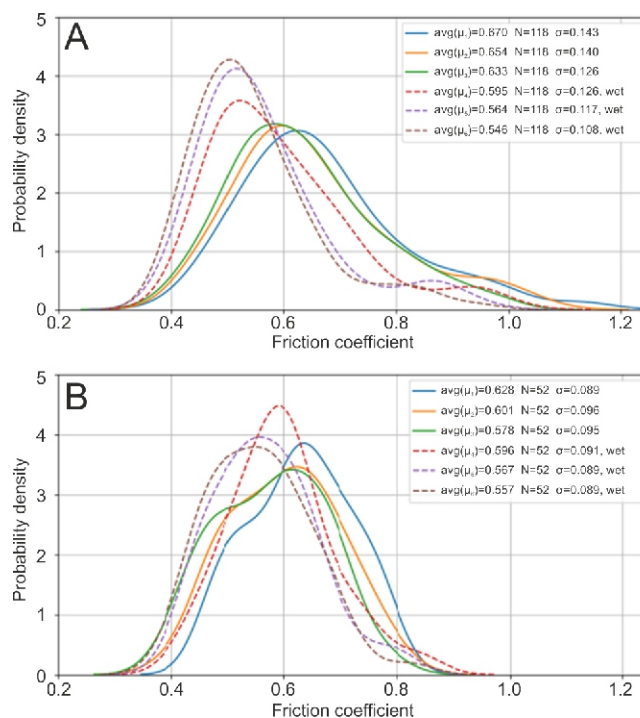 A
avg(μ₁)=0.670 N=118 σ=0.143
avg(μ₂)=0.654 N=118 σ=0.140
avg(μ₃)=0.633 N=118 σ=0.126
avg(μ₄)=0.595 N=118 σ=0.126, wet
avg(μ₅)=0.564 N=118 σ=0.117, wet
avg(μ₆)=0.546 N=118 σ=0.108, wet
Probability density
5
4
3
2
1
0
0.2 0.4 0.6 0.8 1.0 1.2
Friction coefficient
B
avg(μ₁)=0.628 N=52 σ=0.089
avg(μ₂)=0.601 N=52 σ=0.096
avg(μ₃)=0.578 N=52 σ=0.095
avg(μ₄)=0.596 N=52 σ=0.091, wet
avg(μ₅)=0.567 N=52 σ=0.089, wet
avg(μ₆)=0.557 N=52 σ=0.089, wet
Probability density
5
4
3
2
1
0
0.2 0.4 0.6 0.8 1.0 1.2
Friction coefficient